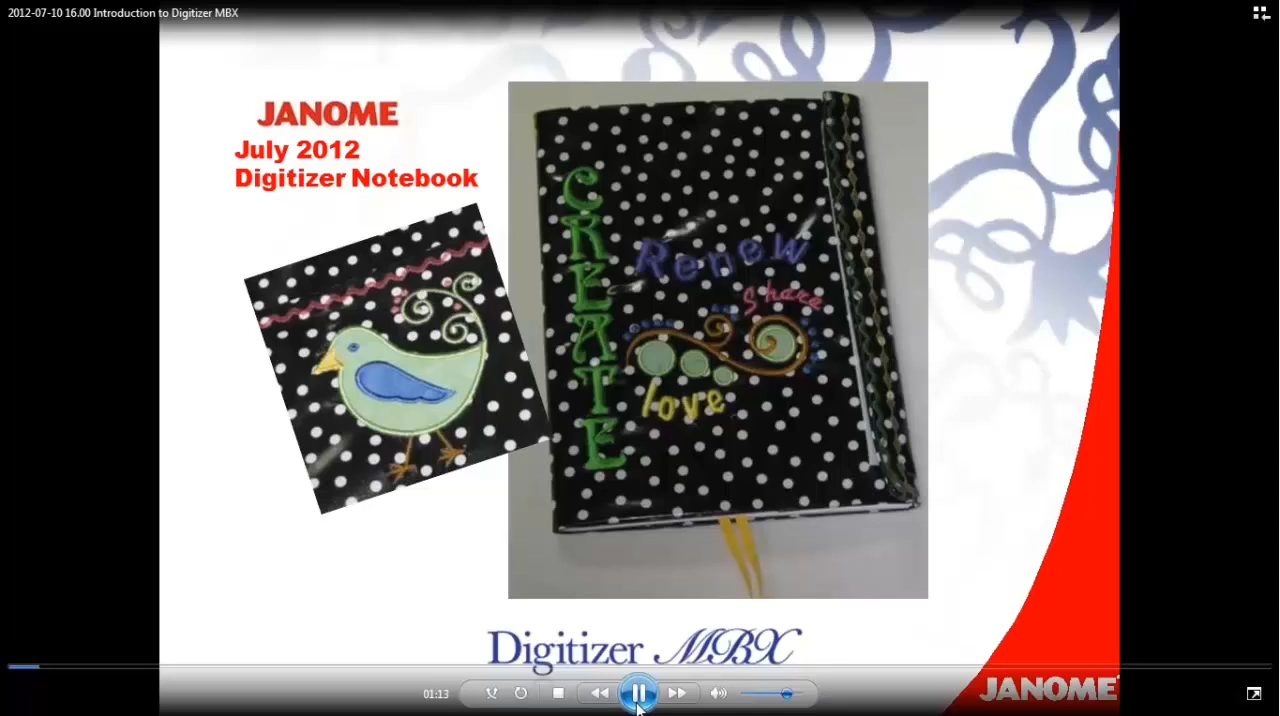 2012-07-10 16.00 Introduction to Digitizer MBX
JANOME
July 2012
Digitizer Notebook
CREATE
Renew
Share
love
Digitizer MBX
01:13
JANOME